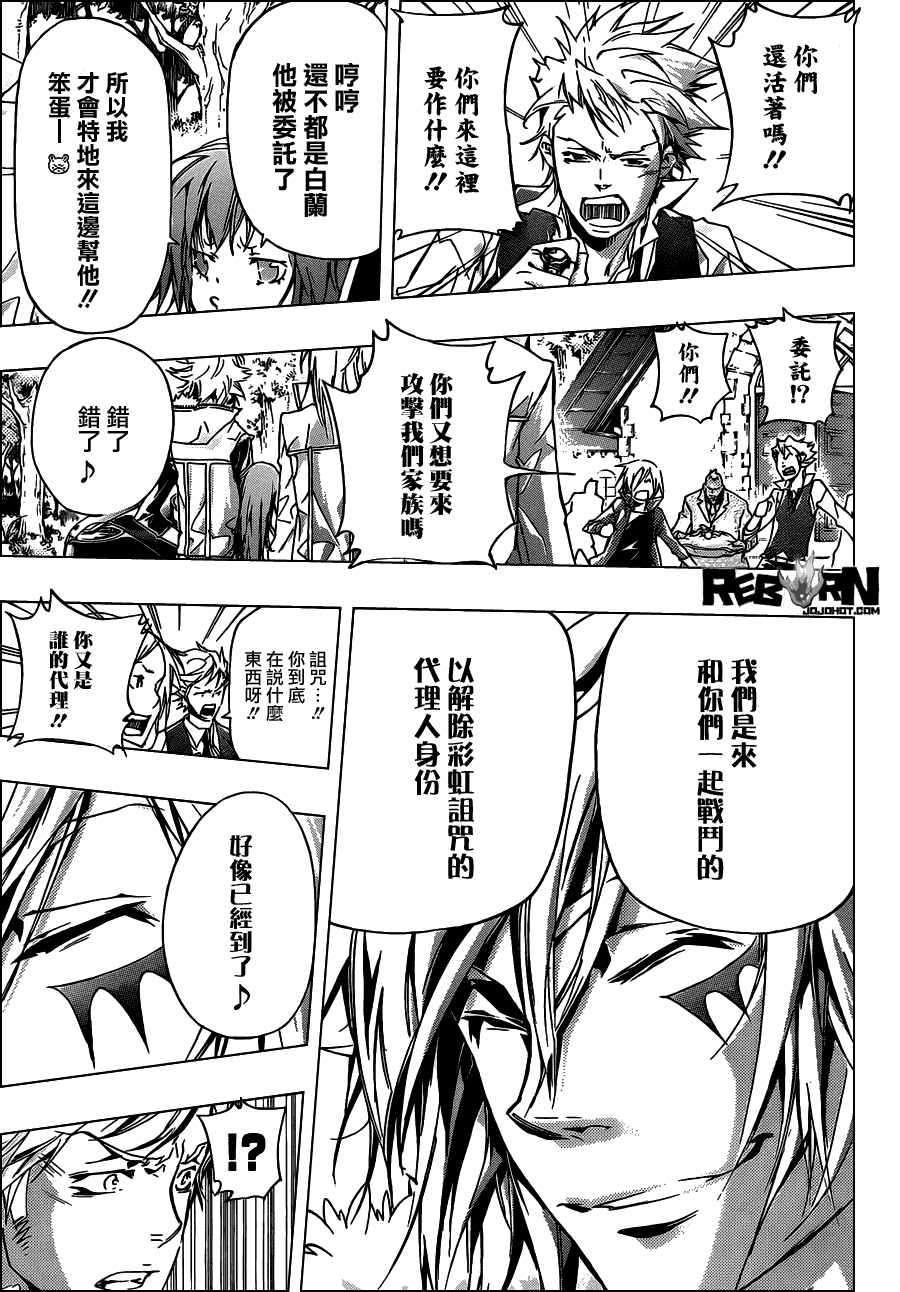 你們
還活著嗎!!
你們來這裡
要作什麼!!
哼哼
還不都是白蘭
他被委託了
所以我
才會特地來這邊幫他!!
笨蛋ー
委託!?
你們!!
你們又想要來
攻擊我們家族嗎
錯了
錯了♪
REBORN
JOJOHOT.COM
我們是來
和你們一起戰鬥的
以解除彩虹詛咒的
代理人身份
詛咒…!!
你到底
在說什麼
東西呀!!
你又是
誰的代理!!
好像已經到了♪
!?